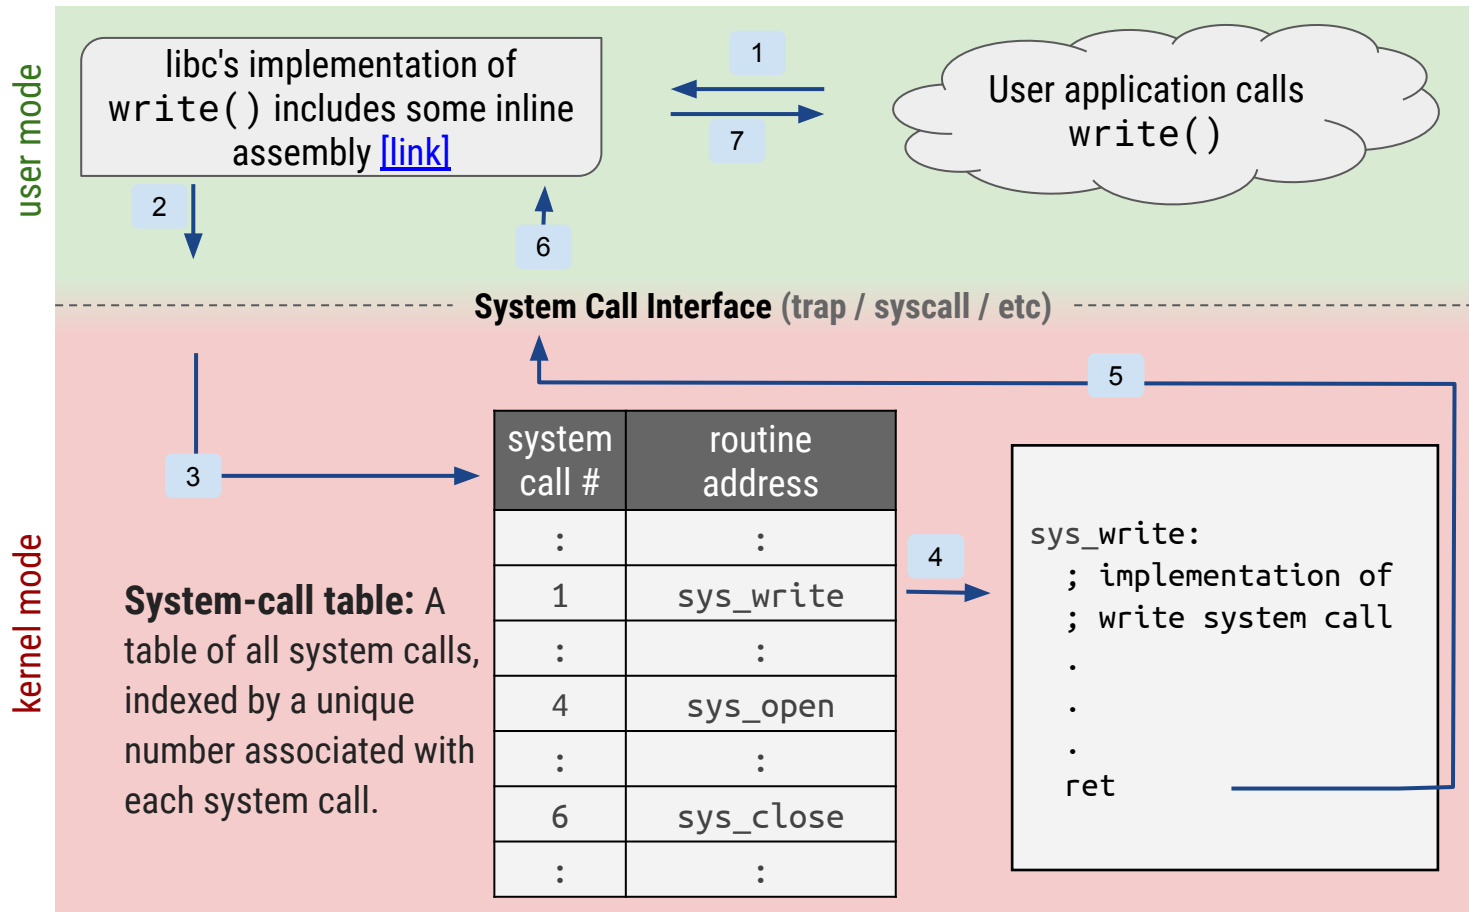 user mode
libc's implementation of
write() includes some inline
assembly [link]
1
7
User application calls
write()
2
6
System Call Interface (trap / syscall / etc)
kernel mode
3
5
System-call table: A
table of all system calls,
indexed by a unique
number associated with
each system call.
system call # routine address
: :
1 sys_write
: :
4 sys_open
: :
6 sys_close
: :
4
sys_write:
; implementation of
; write system call
.
.
.
ret